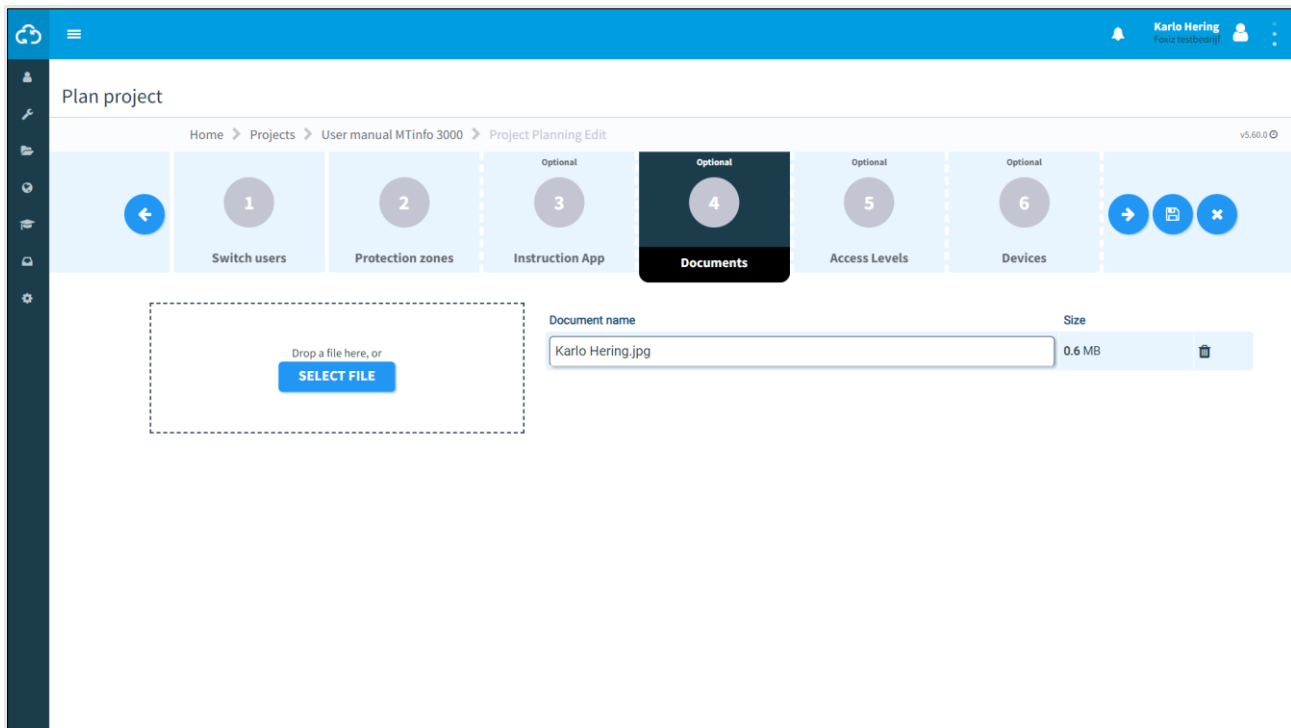 Karlo Hering
Foxiz testbedrijf
Plan project
Home Projects User manual MTinfo 3000 Project Planning Edit
v5.60.0
Optional Optional Optional Optional
1 2 3 4 5 6
Switch users Protection zones Instruction App Documents Access Levels Devices
Drop a file here, or
SELECT FILE
Document name Size
Karlo Hering.jpg 0.6 MB